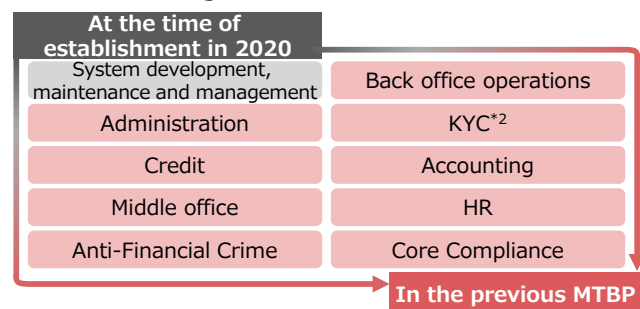 At the time of
establishment in 2020
System development,
maintenance and management
Back office operations
Administration
KYC*2
Credit
Accounting
Middle office
HR
Anti-Financial Crime
Core Compliance
In the previous MTBP